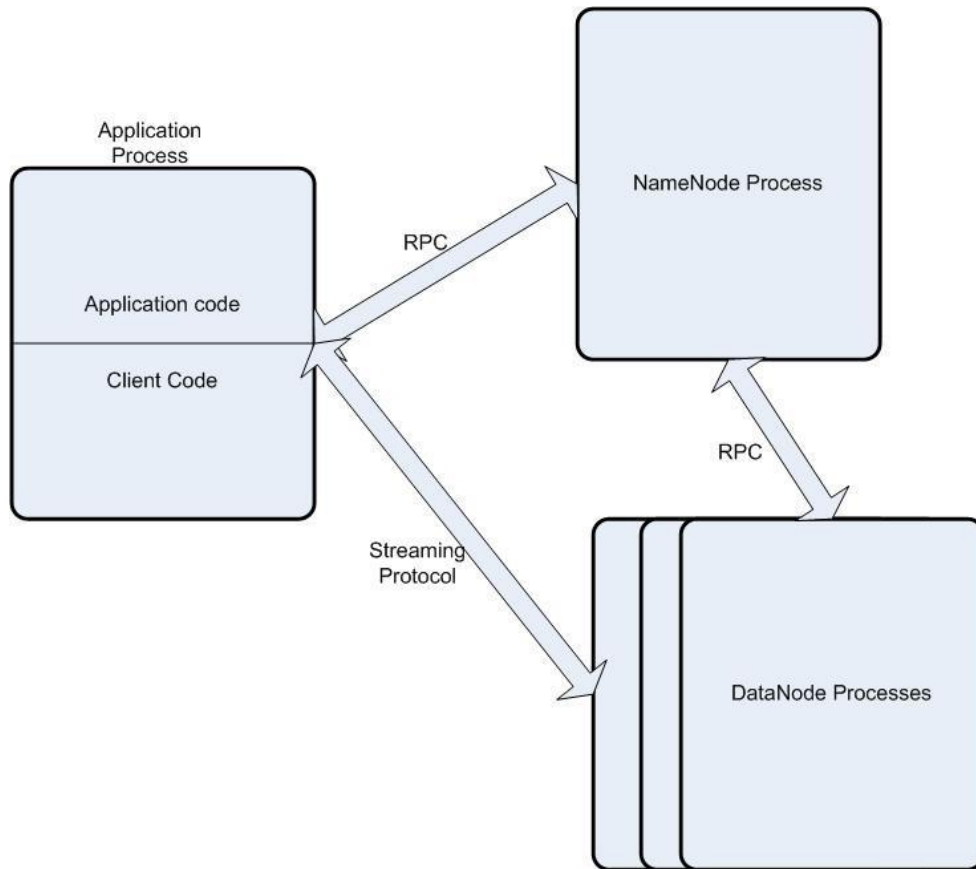 Application
Process
Application code
Client Code
RPC
NameNode Process
RPC
Streaming
Protocol
DataNode Processes